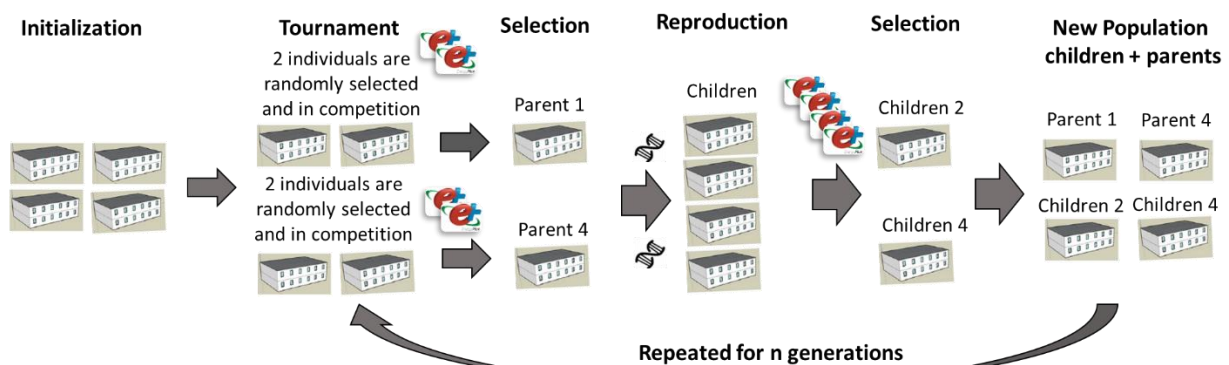 Initialization
Tournament
2 individuals are
randomly selected
and in competition
2 individuals are
randomly selected
and in competition
Selection
Parent 1
Parent 4
Reproduction
Children
Selection
Children 2
Children 4
New Population
children + parents
Parent 1 Parent 4
Children 2 Children 4
Repeated for n generations